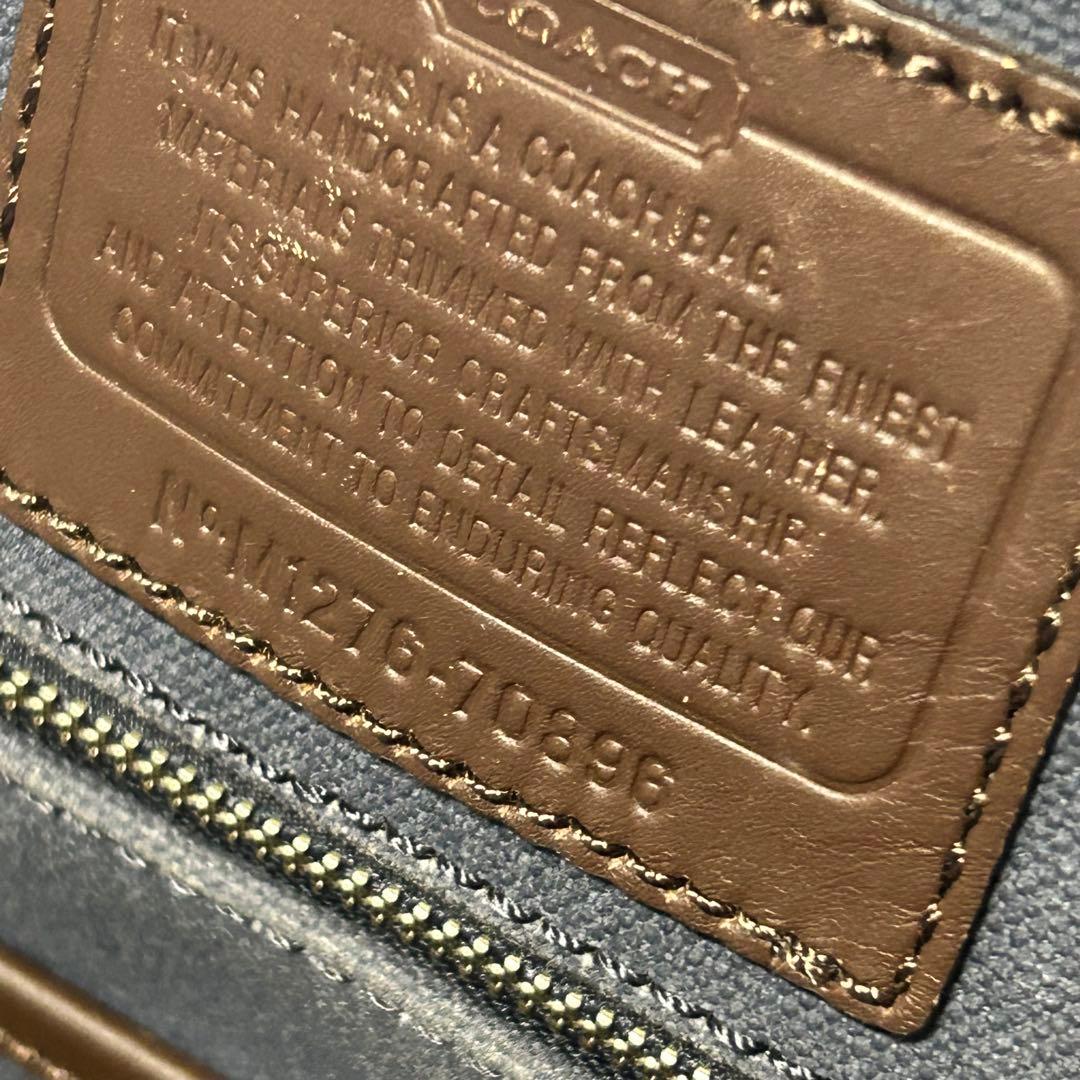 COACH
THIS IS A COACH BAG.
IT WAS HANDCRAFTED FROM THE FINEST
MATERIALS TRIMMED WITH LEATHER.
ITS SUPERIOR CRAFTSMANSHIP
AND ATTENTION TO DETAIL REFLECT OUR
COMMITMENT TO ENDURING QUALITY.
Nº M1276-70396